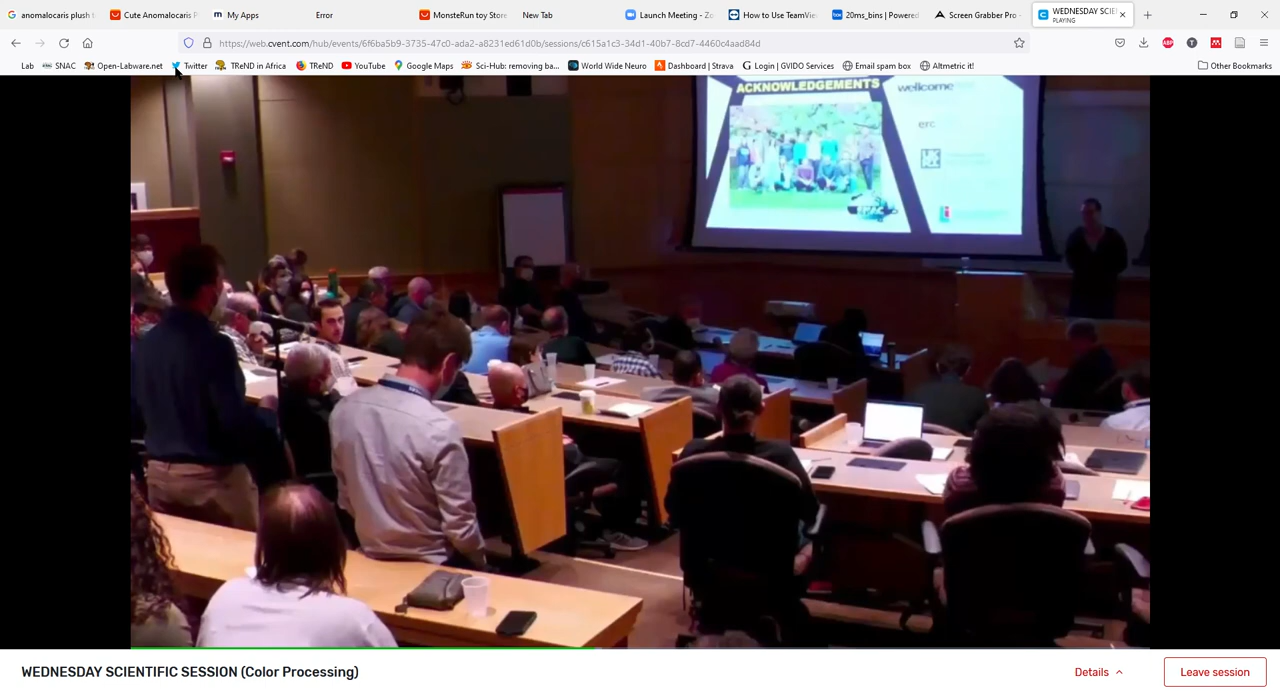 anomalocaris plush t
Cute Anomalocaris P
My Apps
Error
MonsteRun toy Store
New Tab
Launch Meeting - Zo
How to Use TeamVie
20ms_bins | Powered
Screen Grabber Pro -
WEDNESDAY SCIE
PLAYING
https://web.cvent.com/hub/events/6f6ba5b9-3735-47c0-ada2-a8231ed61d0b/sessions/c615a1c3-34d1-40b7-8cd7-4460c4aad84d
Lab
SNAC
Open-Labware.net
Twitter
TReND in Africa
TReND
YouTube
Google Maps
Sci-Hub: removing ba...
World Wide Neuro
Dashboard | Strava
Login | GVIDO Services
Email spam box
Altmetric it!
Other Bookmarks
ACKNOWLEDGEMENTS
wellcome
erc
WEDNESDAY SCIENTIFIC SESSION (Color Processing)
Details
Leave session